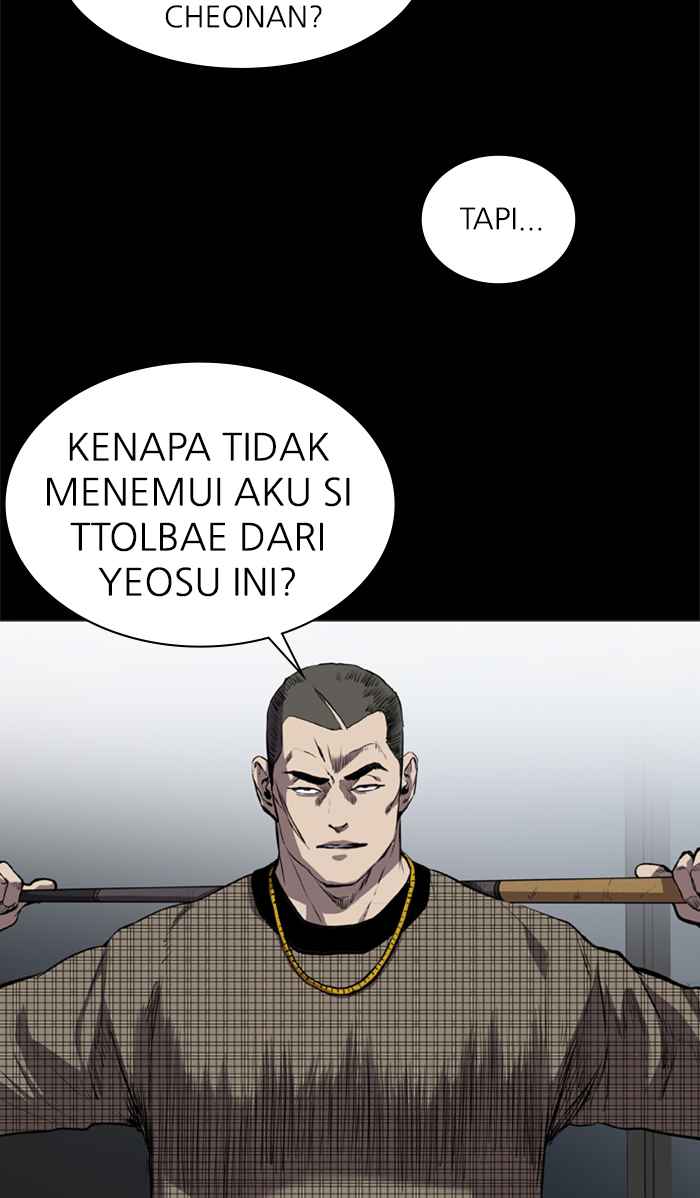 CHEONAN?
TAPI...
KENAPA TIDAK
MENEMUI AKU SI
TTOLBAE DARI
YEOSU INI?